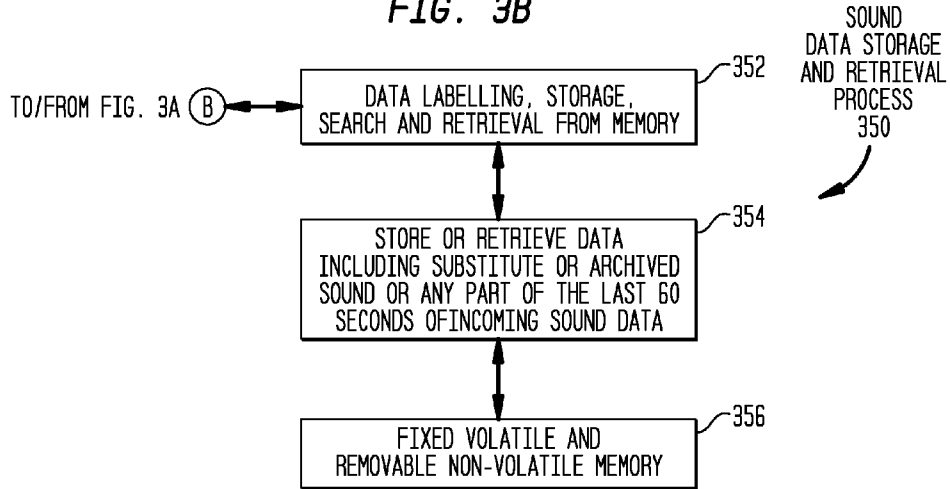 FIG. 3B
SOUND
DATA STORAGE
AND RETRIEVAL
PROCESS
350
352
TO/FROM FIG. 3A B
DATA LABELLING, STORAGE,
SEARCH AND RETRIEVAL FROM MEMORY
354
STORE OR RETRIEVE DATA
INCLUDING SUBSTITUTE OR ARCHIVED
SOUND OR ANY PART OF THE LAST 60
SECONDS OFINCOMING SOUND DATA
356
FIXED VOLATILE AND
REMOVABLE NON-VOLATILE MEMORY